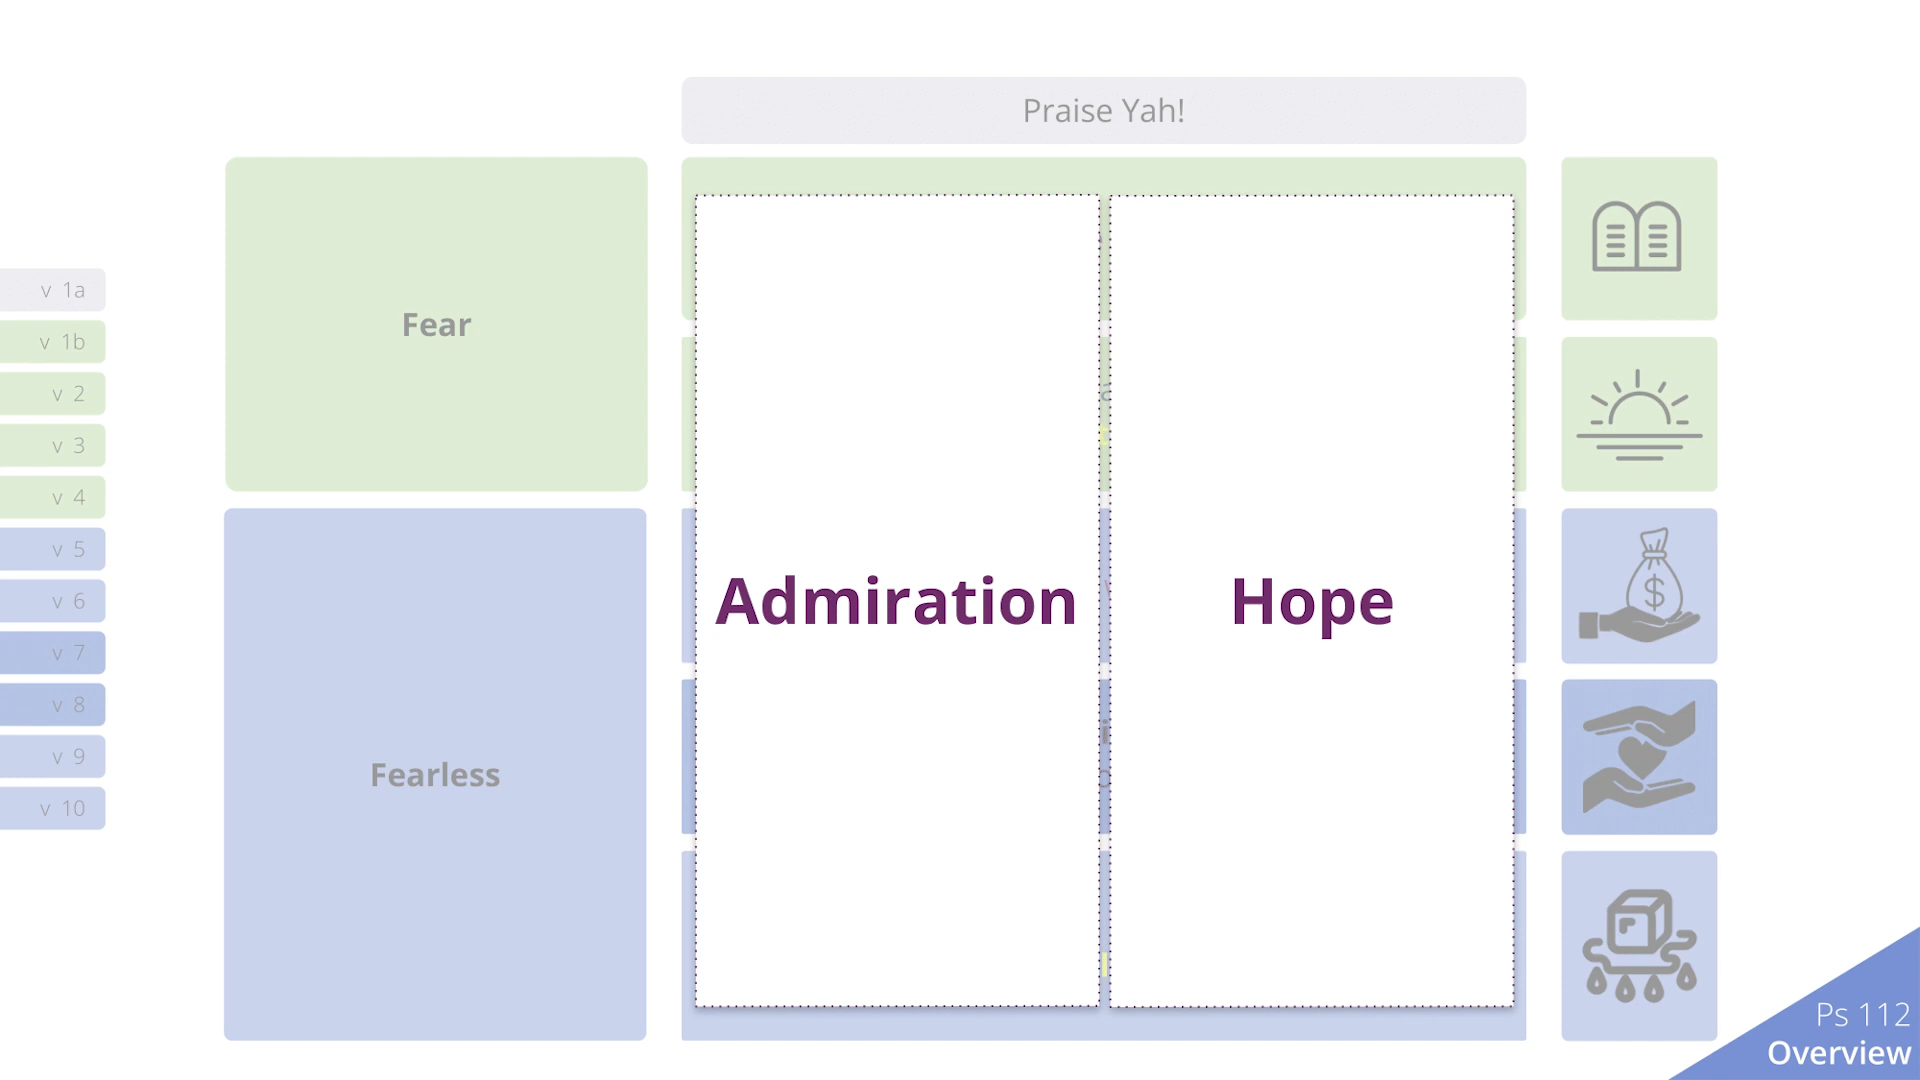 Praise Yah!
v 1a
v 1b
v 2
v 3
v 4
v 5
v 6
v 7
v 8
v 9
v 10
Fear
Fearless
Admiration
Hope
$
Ps 112
Overview